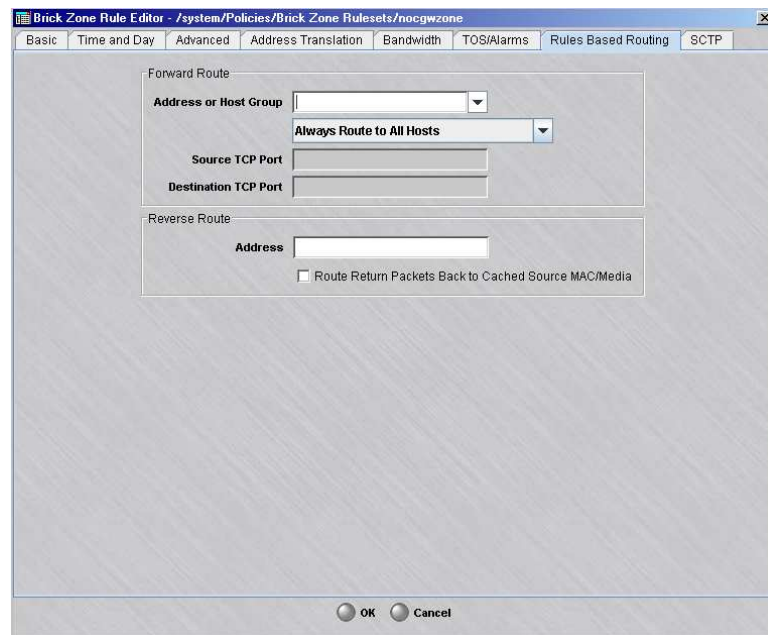 Brick Zone Rule Editor - /system/Policies/Brick Zone Rulesets/nocgwzone
Basic Time and Day Advanced Address Translation Bandwidth TOS/Alarms Rules Based Routing SCTP
Forward Route
Address or Host Group
Always Route to All Hosts
Source TCP Port
Destination TCP Port
Reverse Route
Address
Route Return Packets Back to Cached Source MAC/Media
OK Cancel